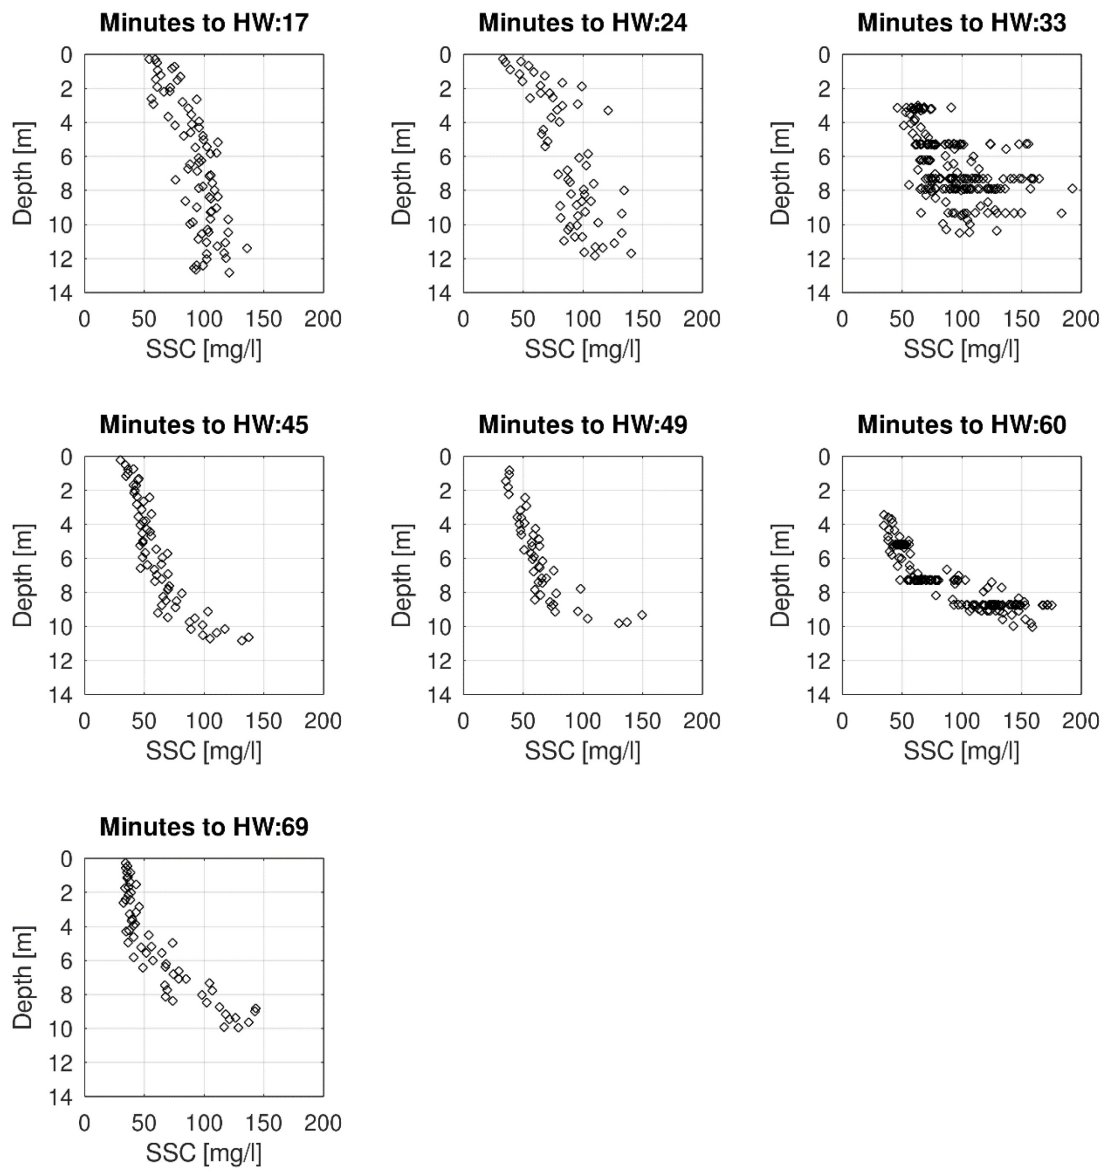 Minutes to HW:17
Minutes to HW:24
Minutes to HW:33
0
2
4
6
8
10
12
14
Depth [m]
0 50 100 150 200
SSC [mg/l]
0
2
4
6
8
10
12
14
Depth [m]
0 50 100 150 200
SSC [mg/l]
0
2
4
6
8
10
12
14
Depth [m]
0 50 100 150 200
SSC [mg/l]
Minutes to HW:45
Minutes to HW:49
Minutes to HW:60
0
2
4
6
8
10
12
14
Depth [m]
0 50 100 150 200
SSC [mg/l]
0
2
4
6
8
10
12
14
Depth [m]
0 50 100 150 200
SSC [mg/l]
0
2
4
6
8
10
12
14
Depth [m]
0 50 100 150 200
SSC [mg/l]
Minutes to HW:69
0
2
4
6
8
10
12
14
Depth [m]
0 50 100 150 200
SSC [mg/l]